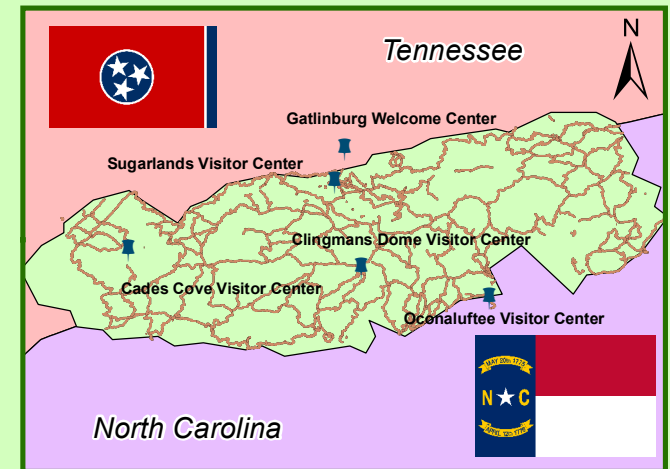 N
Tennessee
Gatlinburg Welcome Center
Sugarlands Visitor Center
Clingmans Dome Visitor Center
Cades Cove Visitor Center
Oconaluftee Visitor Center
North Carolina
MAY 20th 1775
N C
APRIL 12th 1776